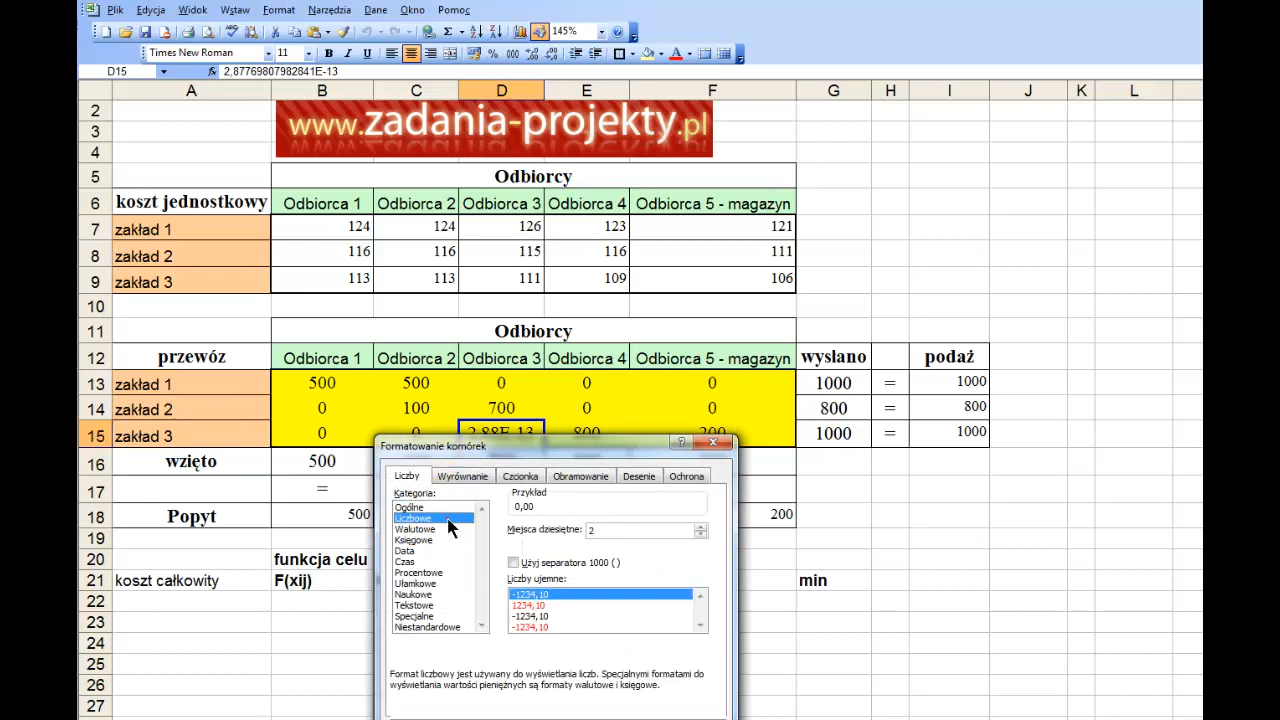 Plik Edycja Widok Wstaw Format Narzędzia Dane Okno Pomoc
145%
Times New Roman 11 B I U % 000
D15 fx 2,87769807982841E-13
A B C D E F G H I J K L
2 www.zadania-projekty.pl
3
4
5 Odbiorcy
6 koszt jednostkowy Odbiorca 1 Odbiorca 2 Odbiorca 3 Odbiorca 4 Odbiorca 5 - magazyn
7 zakład 1 124 124 126 123 121
8 zakład 2 116 116 115 116 111
9 zakład 3 113 113 111 109 106
10
11 Odbiorcy
12 przewóz Odbiorca 1 Odbiorca 2 Odbiorca 3 Odbiorca 4 Odbiorca 5 - magazyn wysłano podaż
13 zakład 1 500 500 0 0 0 1000 = 1000
14 zakład 2 0 100 700 0 0 800 = 800
15 zakład 3 0 0 2,88E-13 800 200 1000 = 1000
16 wzięto 500
17 =
18 Popyt 500 200
19
20 funkcja celu
21 koszt całkowity F(xij) min
22
23
24
25
26
27
Formatowanie komórek
Liczby Wyrównanie Czcionka Obramowanie Desenie Ochrona
Kategoria:
Ogólne
Liczbowe
Walutowe
Księgowe
Data
Czas
Procentowe
Ułamkowe
Naukowe
Tekstowe
Specjalne
Niestandardowe
Przykład
0,00
Miejsca dziesiętne: 2
Użyj separatora 1000 ( )
Liczby ujemne:
-1234,10
1234,10
-1234,10
-1234,10
Format liczbowy jest używany do wyświetlania liczb. Specjalnymi formatami do
wyświetlania wartości pieniężnych są formaty walutowe i księgowe.